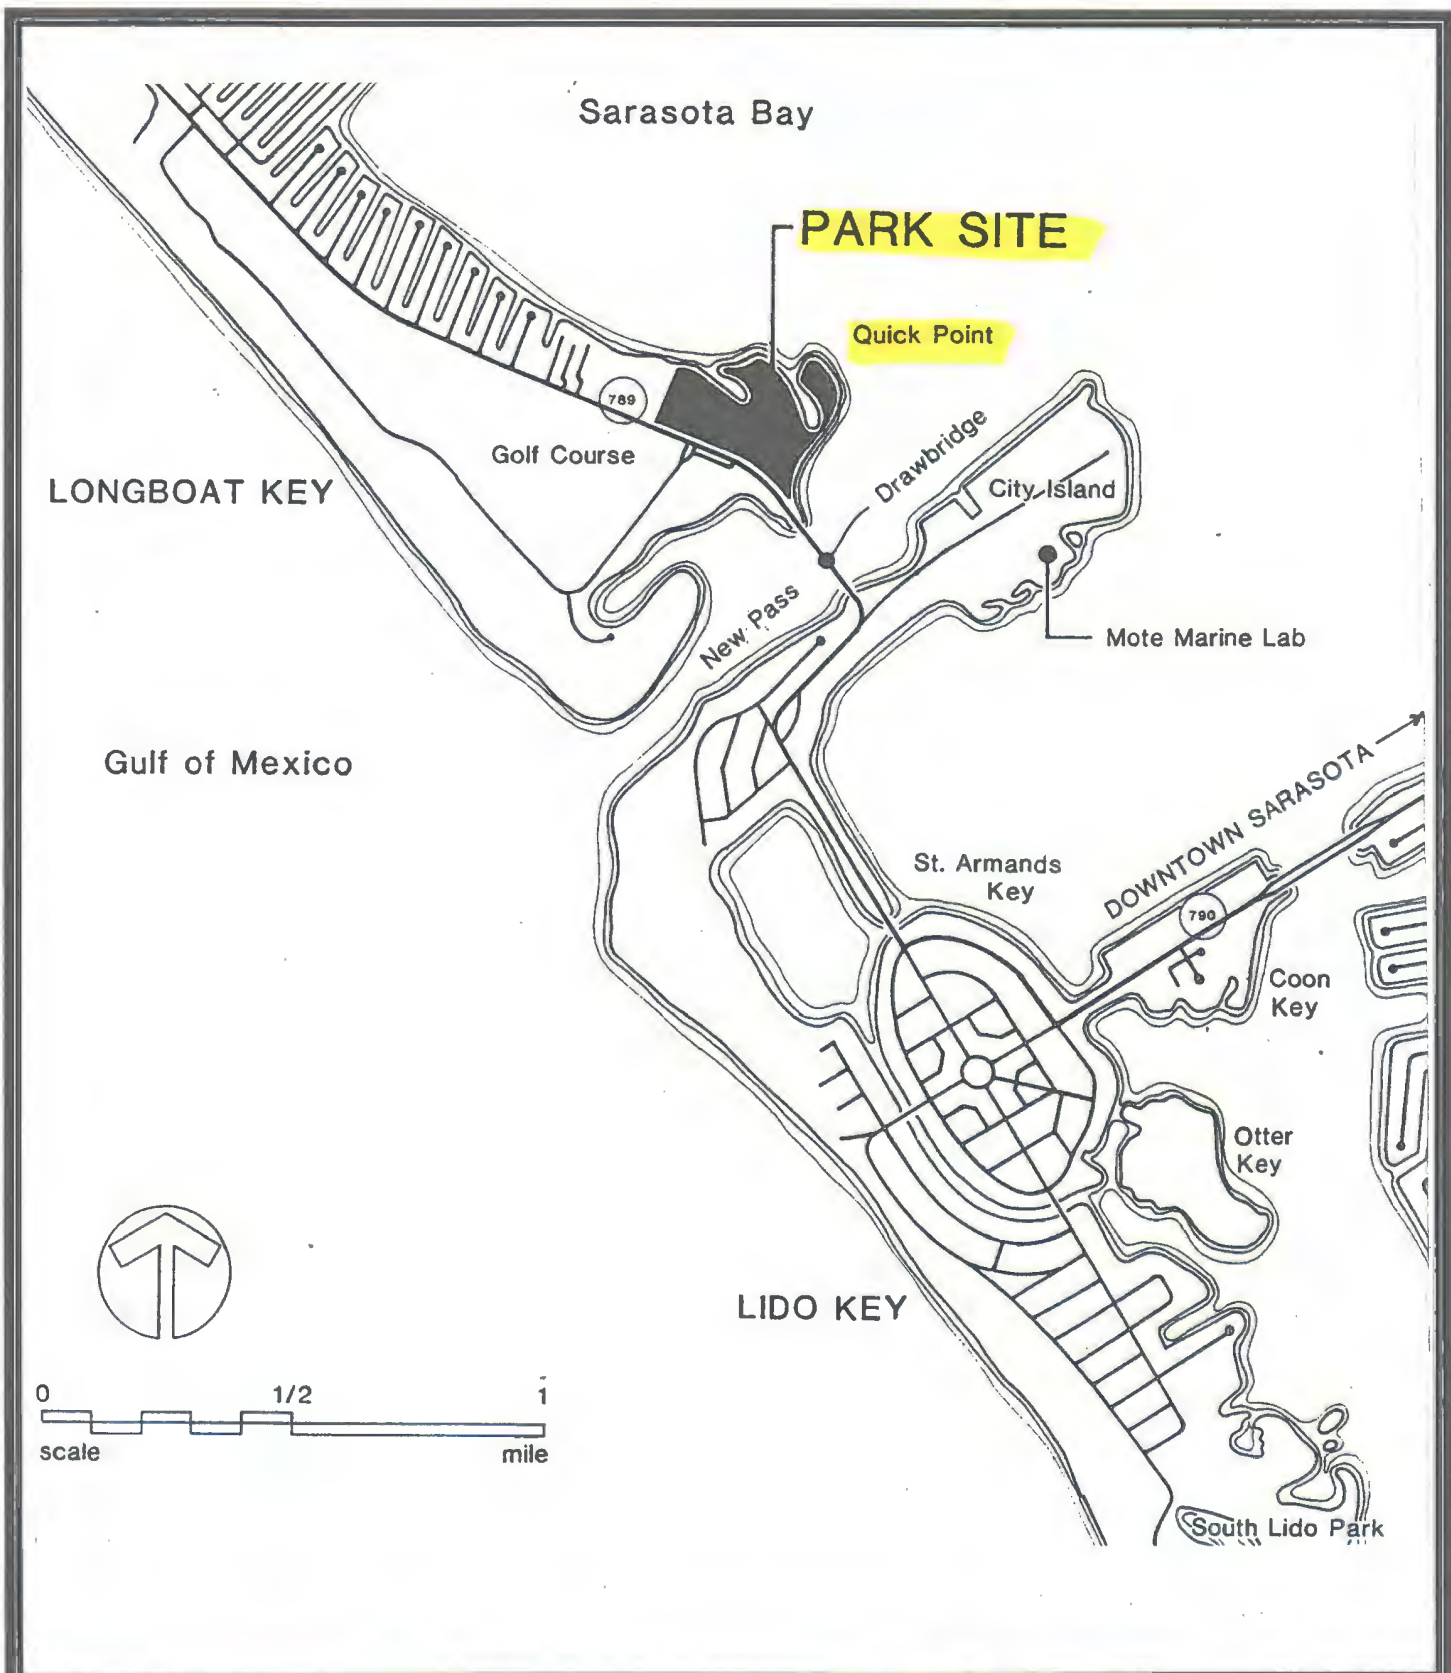 Sarasota Bay
PARK SITE
Quick Point
789
Golf Course
Drawbridge
City Island
LONGBOAT KEY
New Pass
Mote Marine Lab
Gulf of Mexico
DOWNTOWN SARASOTA
St. Armands
Key
790
Coon
Key
Otter
Key
LIDO KEY
0 1/2 1
scale mile
South Lido Park